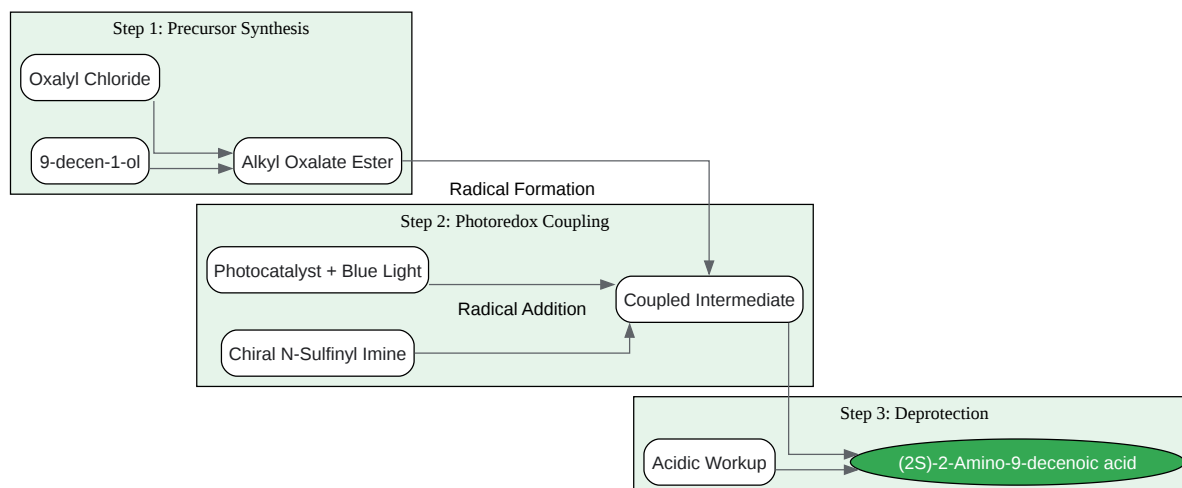 Step 1: Precursor Synthesis
Oxalyl Chloride
9-decen-1-ol
Alkyl Oxalate Ester
Radical Formation
Step 2: Photoredox Coupling
Photocatalyst + Blue Light
Radical Addition
Coupled Intermediate
Chiral N-Sulfinyl Imine
Step 3: Deprotection
Acidic Workup
(2S)-2-Amino-9-decenoic acid